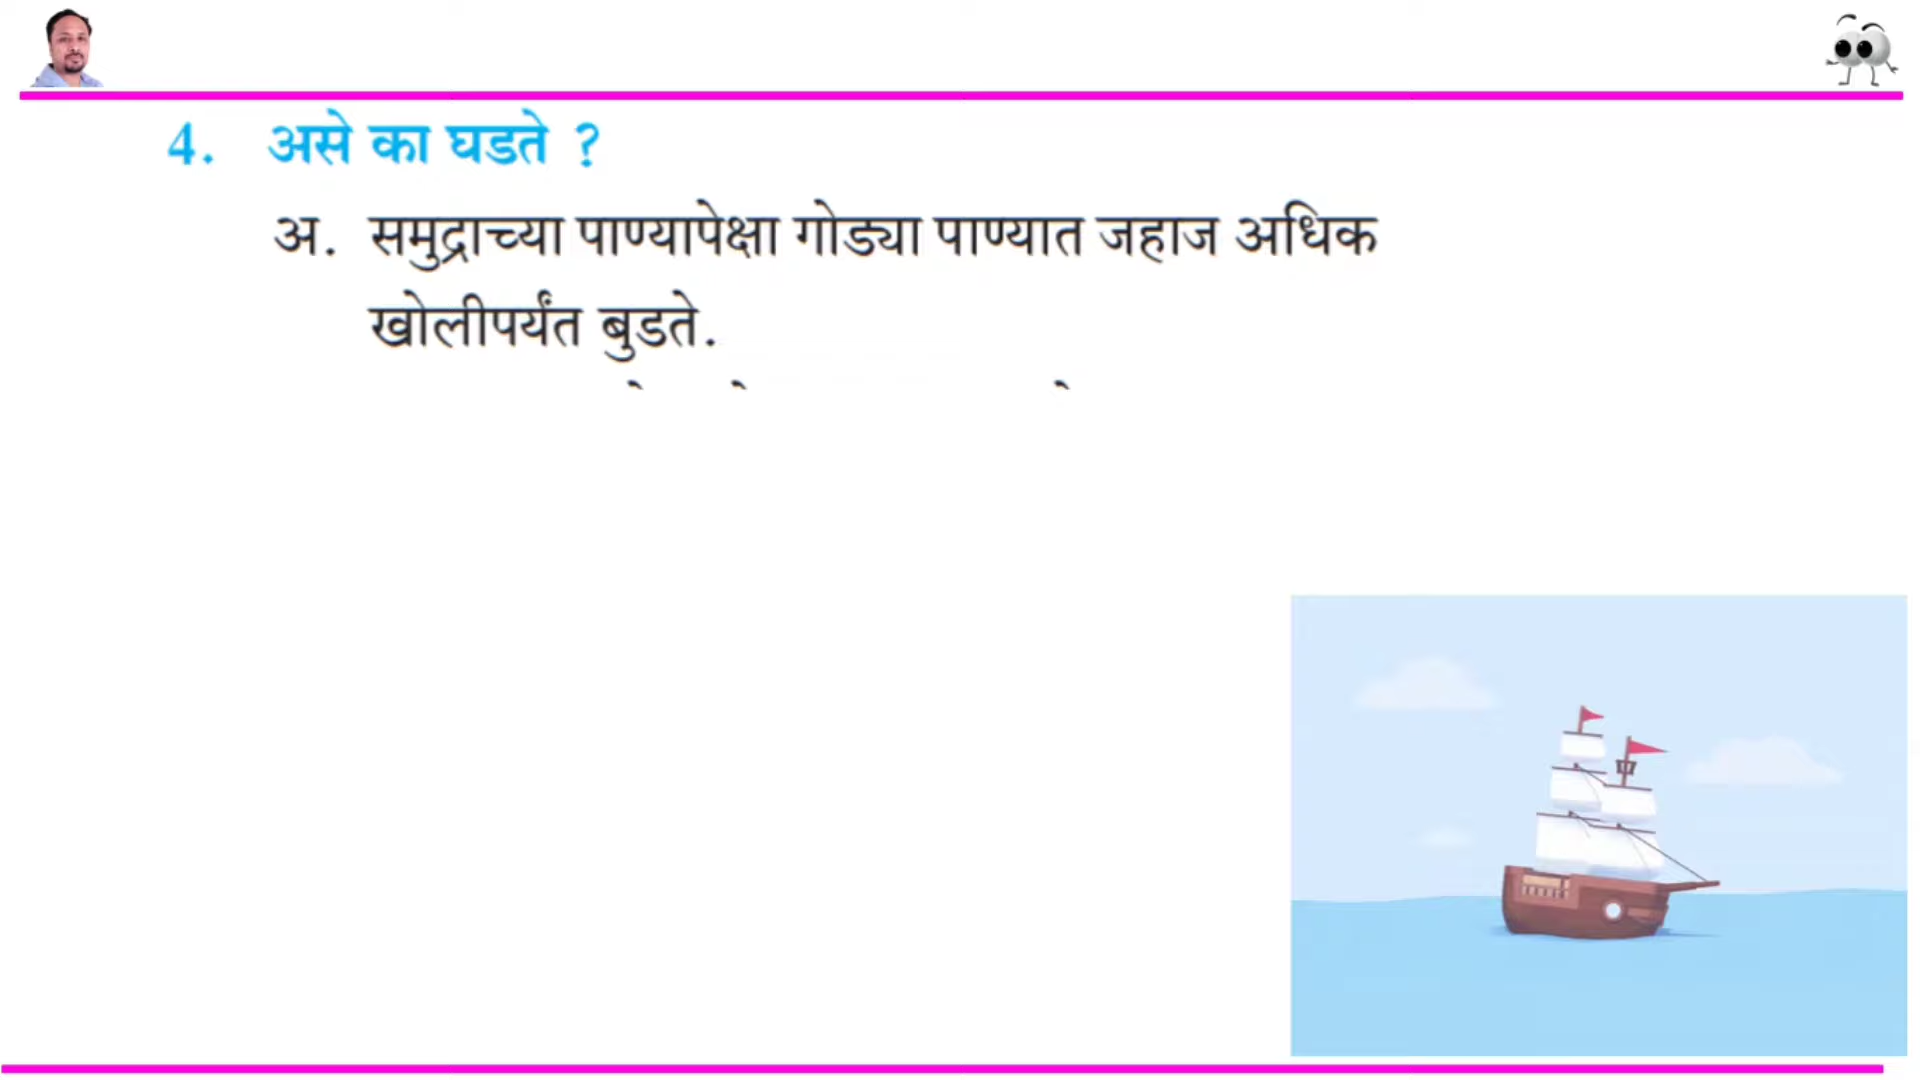 4. असे का घडते ?
अ. समुद्राच्या पाण्यापेक्षा गोड्या पाण्यात जहाज अधिक
खोलीपर्यंत बुडते.